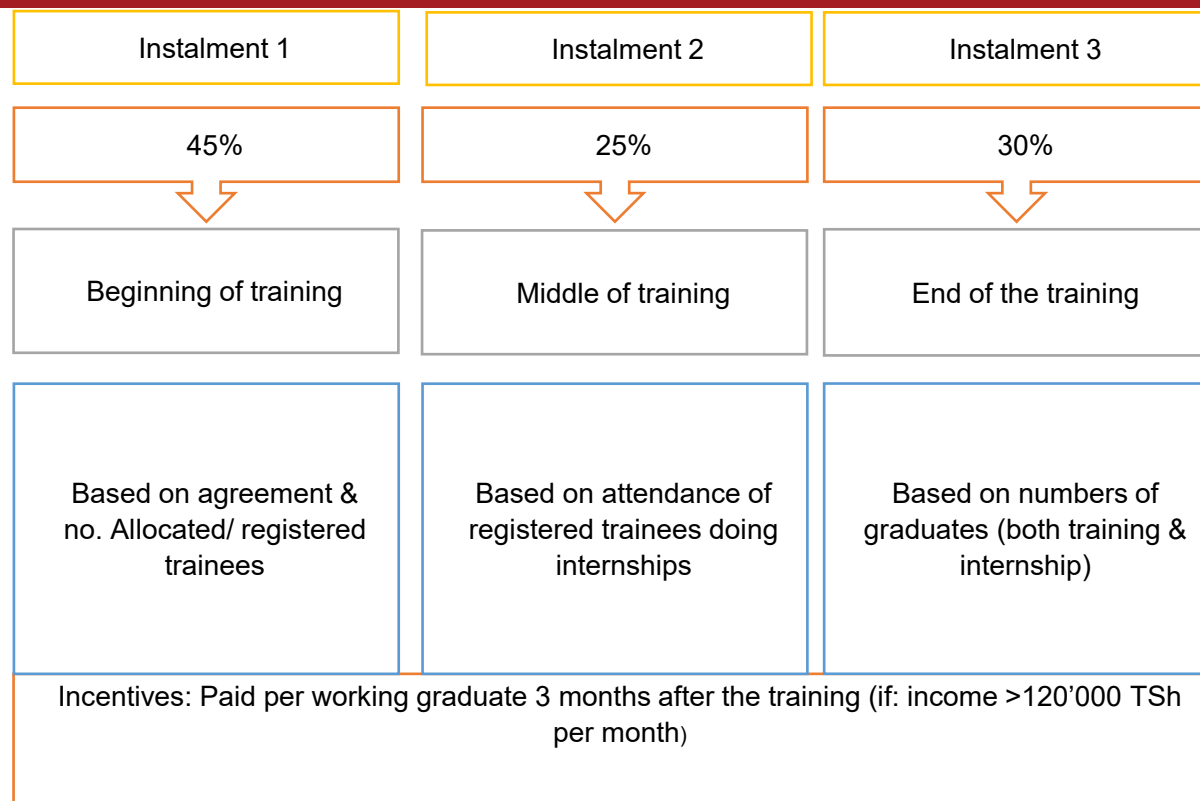 Instalment 1
Instalment 2
Instalment 3
45%
25%
30%
Beginning of training
Middle of training
End of the training
Based on agreement &
no. Allocated/ registered
trainees
Based on attendance of
registered trainees doing
internships
Based on numbers of
graduates (both training &
internship)
Incentives: Paid per working graduate 3 months after the training (if: income >120’000 TSh
per month)